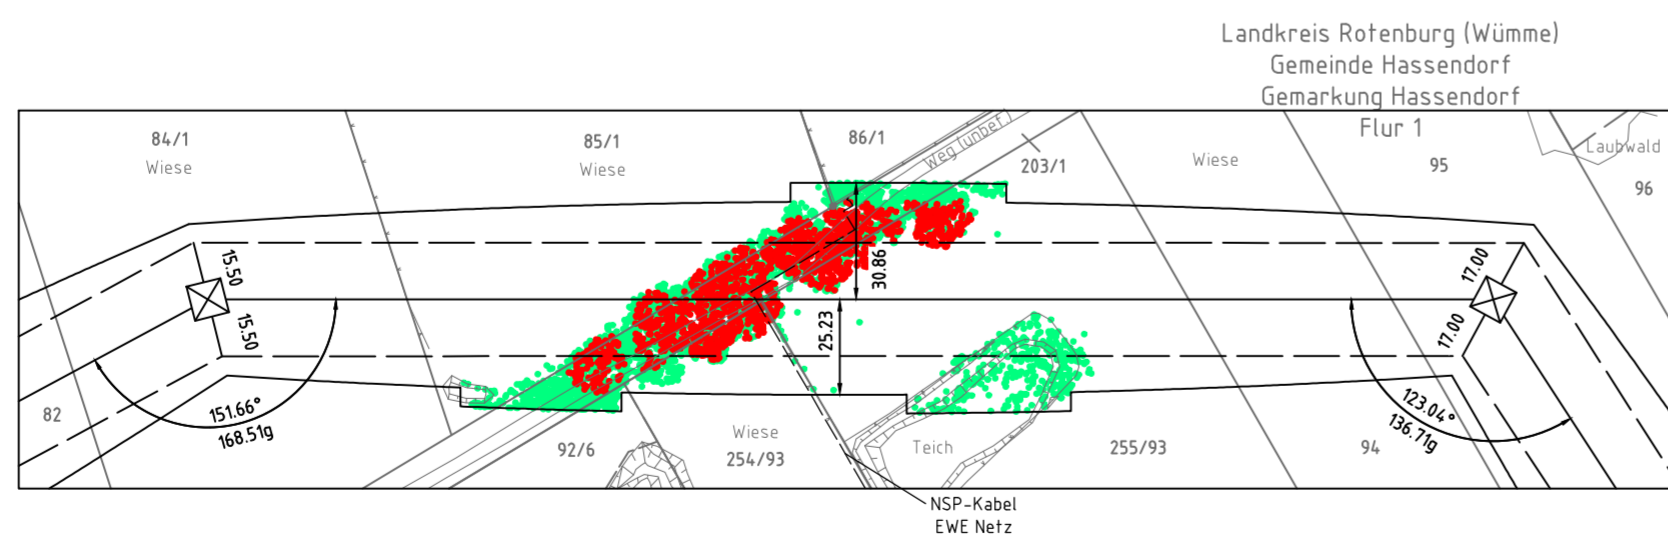 Landkreis Rotenburg (Wümme)
Gemeinde Hassendorf
Gemarkung Hassendorf
Flur 1
84/1
Wiese
85/1
Wiese
86/1
Weg (unbef.)
203/1
Wiese
95
Laubwald
96
15.50
15.50
30.86
25.23
17.00
17.00
151.66°
168.51g
123.04°
136.71g
82
92/6
Wiese
254/93
Teich
255/93
94
NSP-Kabel
EWE Netz